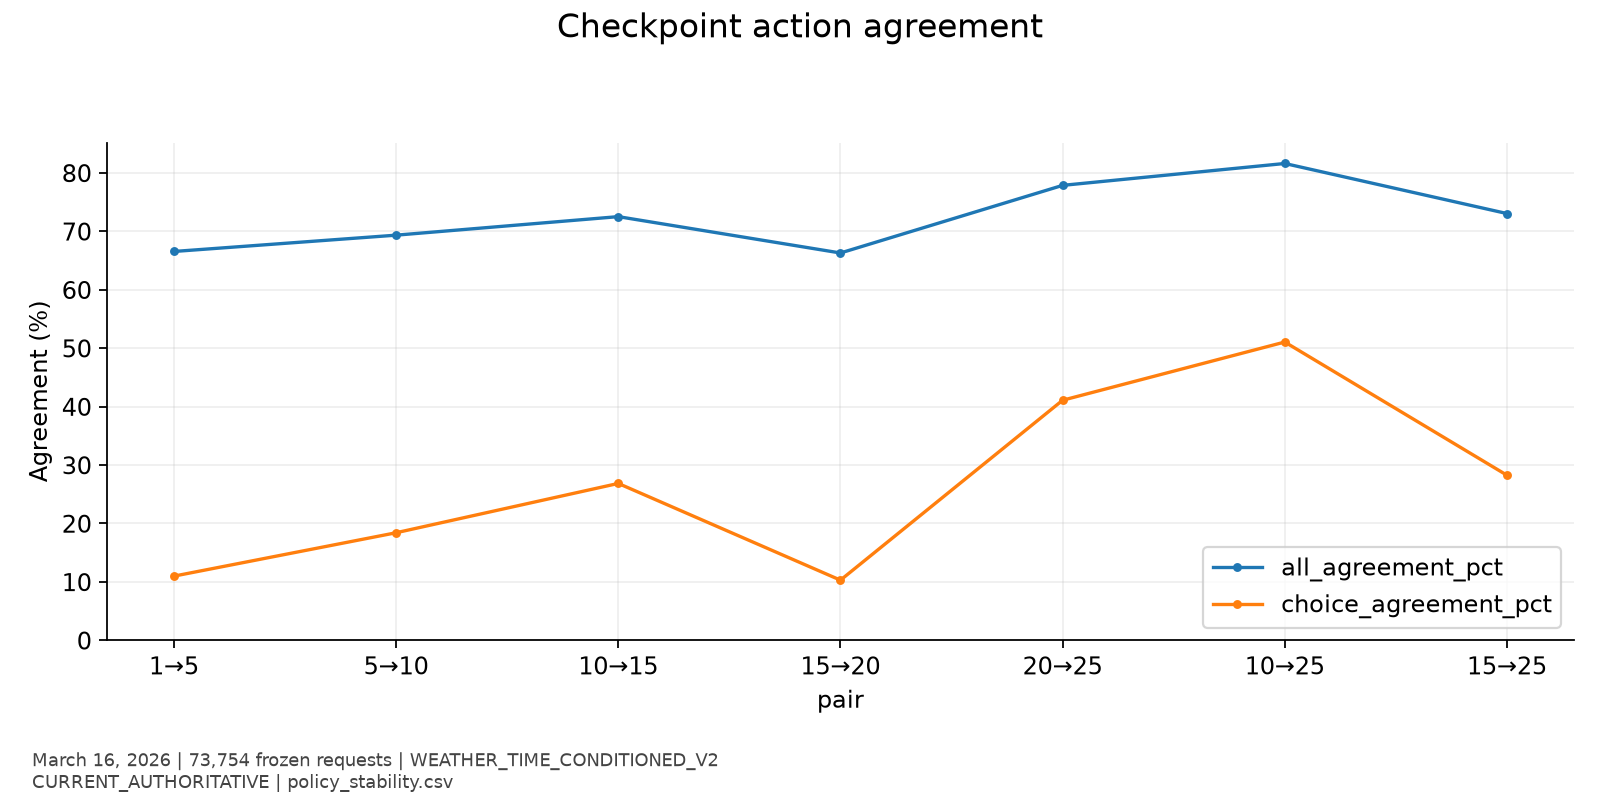 Checkpoint action agreement
Agreement (%)
80
70
60
50
40
30
20
10
0
all_agreement_pct
choice_agreement_pct
1→5 5→10 10→15 15→20 20→25 10→25 15→25
pair
March 16, 2026 | 73,754 frozen requests | WEATHER_TIME_CONDITIONED_V2
CURRENT_AUTHORITATIVE | policy_stability.csv